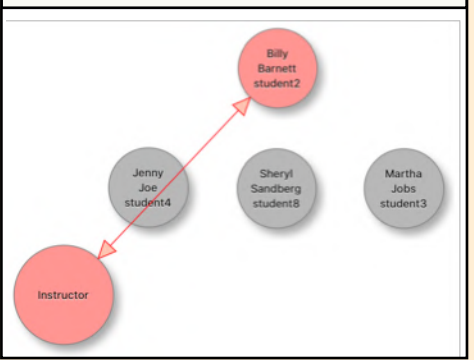 Billy
Barnett
student2
Jenny
Joe
student4
Sheryl
Sandberg
student8
Martha
Jobs
student3
Instructor